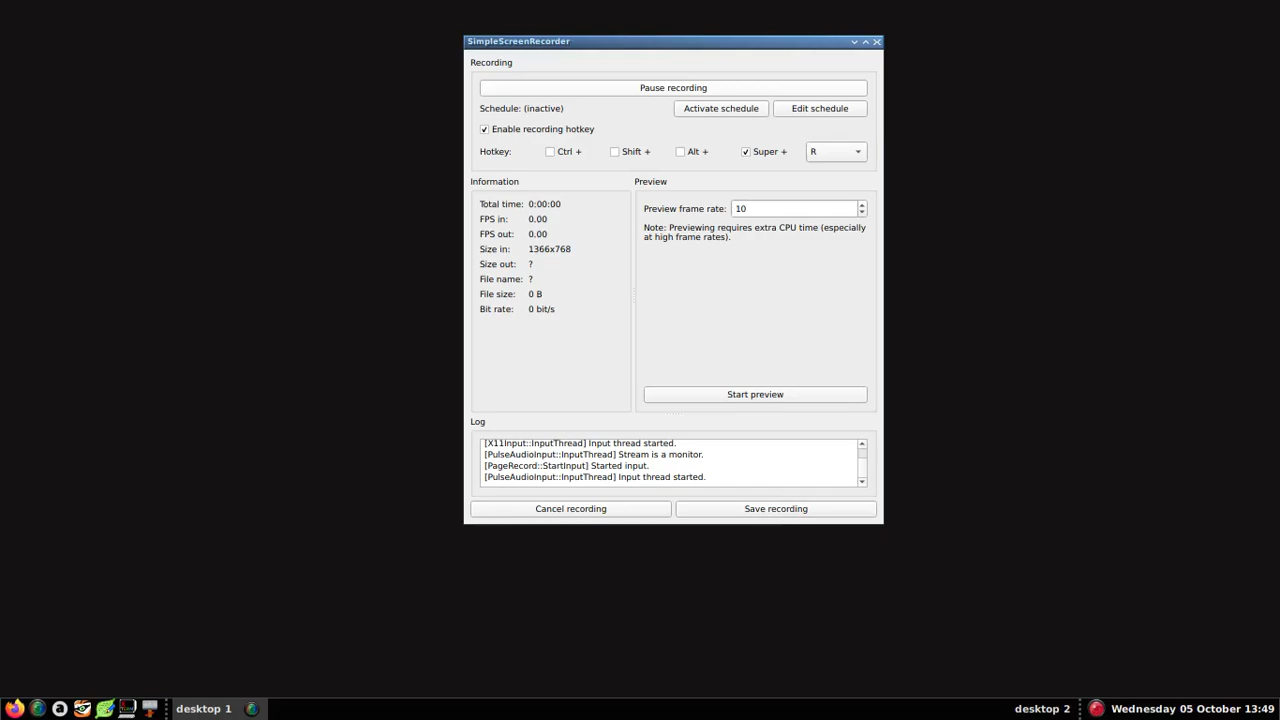 SimpleScreenRecorder
Recording
Pause recording
Schedule: (inactive)
Activate schedule
Edit schedule
Enable recording hotkey
Hotkey:
Ctrl +
Shift +
Alt +
Super +
R
Information
Total time: 0:00:00
FPS in: 0.00
FPS out: 0.00
Size in: 1366x768
Size out: ?
File name: ?
File size: 0 B
Bit rate: 0 bit/s
Preview
Preview frame rate: 10
Note: Previewing requires extra CPU time (especially
at high frame rates).
Start preview
Log
[X11Input::InputThread] Input thread started.
[PulseAudioInput::InputThread] Stream is a monitor.
[PageRecord::StartInput] Started input.
[PulseAudioInput::InputThread] Input thread started.
Cancel recording
Save recording
a
desktop 1
desktop 2
Wednesday 05 October 13:49